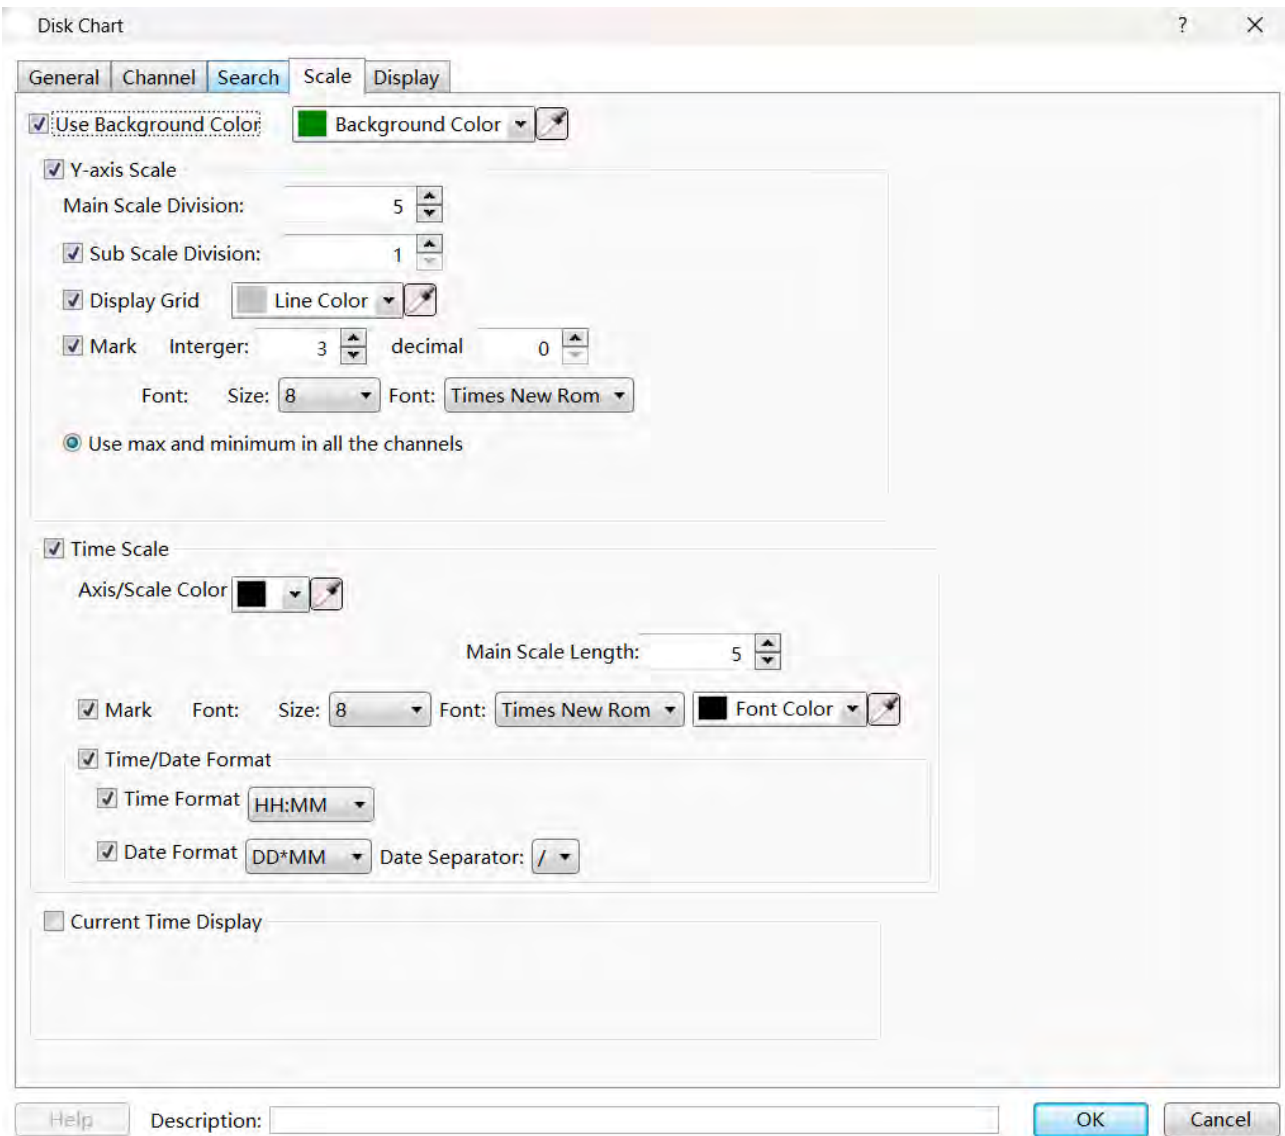 Disk Chart ?
General Channel Search Scale Display
Use Background Color Background Color
Y-axis Scale
Main Scale Division: 5
Sub Scale Division: 1
Display Grid Line Color
Mark Interger: 3 decimal 0
Font: Size: 8 Font: Times New Rom
Use max and minimum in all the channels
Time Scale
Axis/Scale Color
Main Scale Length: 5
Mark Font: Size: 8 Font: Times New Rom Font Color
Time/Date Format
Time Format HH:MM
Date Format DD*MM Date Separator: /
Current Time Display
Help Description: OK Cancel